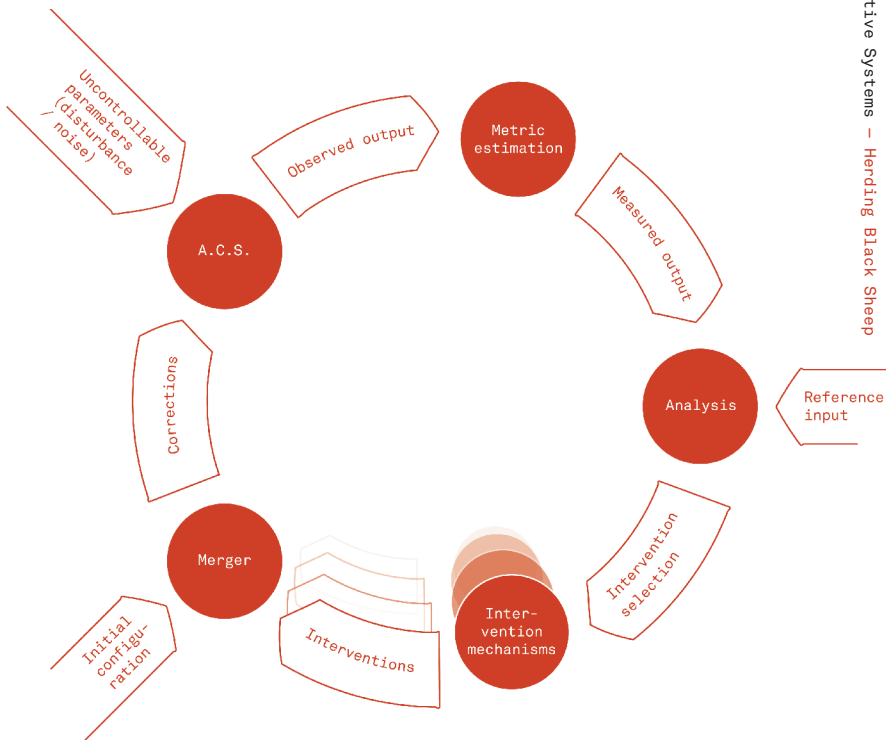 Uncontrollable
parameters
(disturbance
/ noise)
Observed output
Metric
estimation
Measured output
A.C.S.
Analysis
Reference
input
Corrections
Intervention
selection
Merger
Inter-
vention
mechanisms
Interventions
Initial
configu-
ration
Systems — Herding Black Sheep